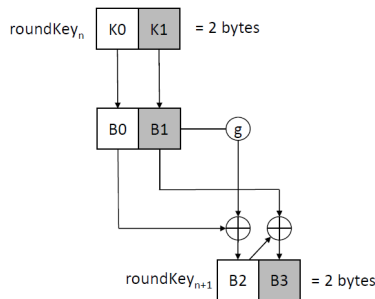 roundKeyn K0 K1 = 2 bytes
B0 B1 g
roundKeyn+1 B2 B3 = 2 bytes